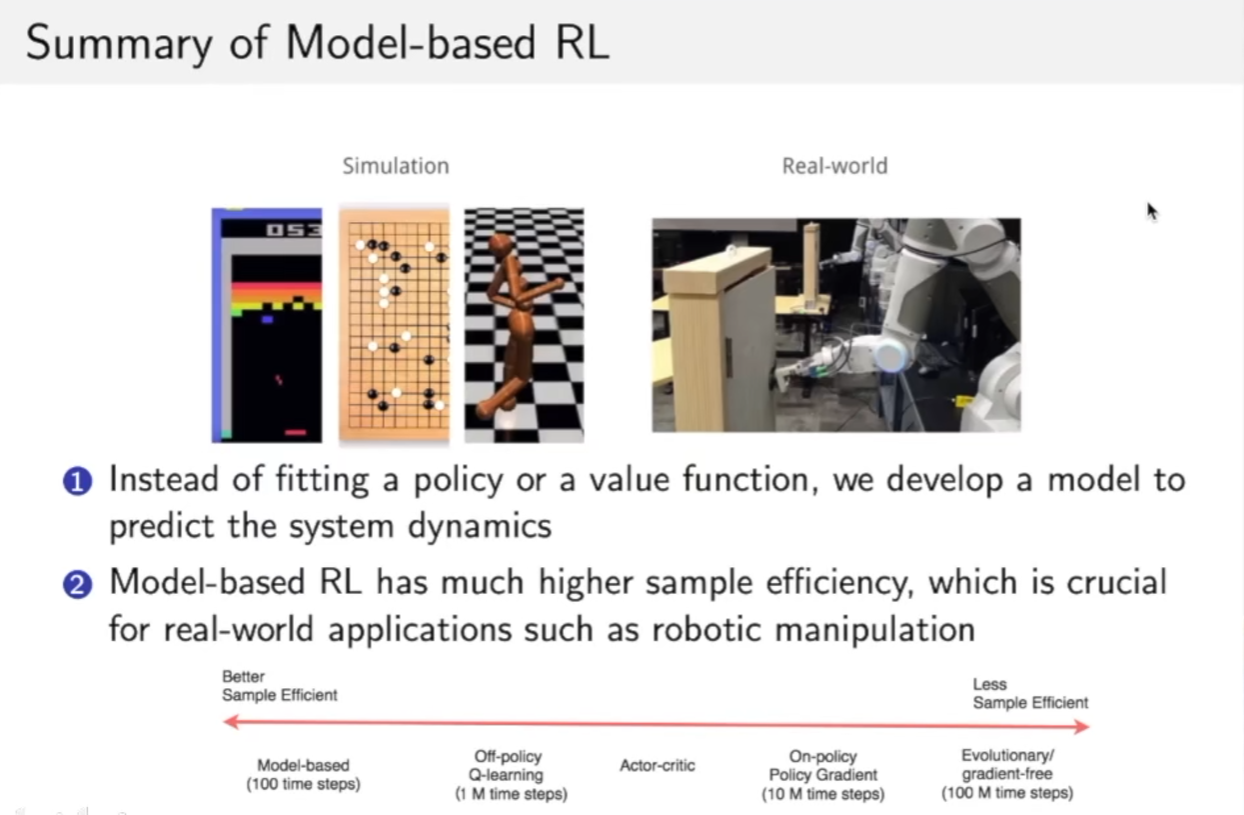 Summary of Model-based RL
Simulation
Real-world
053
1 Instead of fitting a policy or a value function, we develop a model to
predict the system dynamics
2 Model-based RL has much higher sample efficiency, which is crucial
for real-world applications such as robotic manipulation
Better
Sample Efficient
Less
Sample Efficient
Model-based
(100 time steps)
Off-policy
Q-learning
(1 M time steps)
Actor-critic
On-policy
Policy Gradient
(10 M time steps)
Evolutionary/
gradient-free
(100 M time steps)